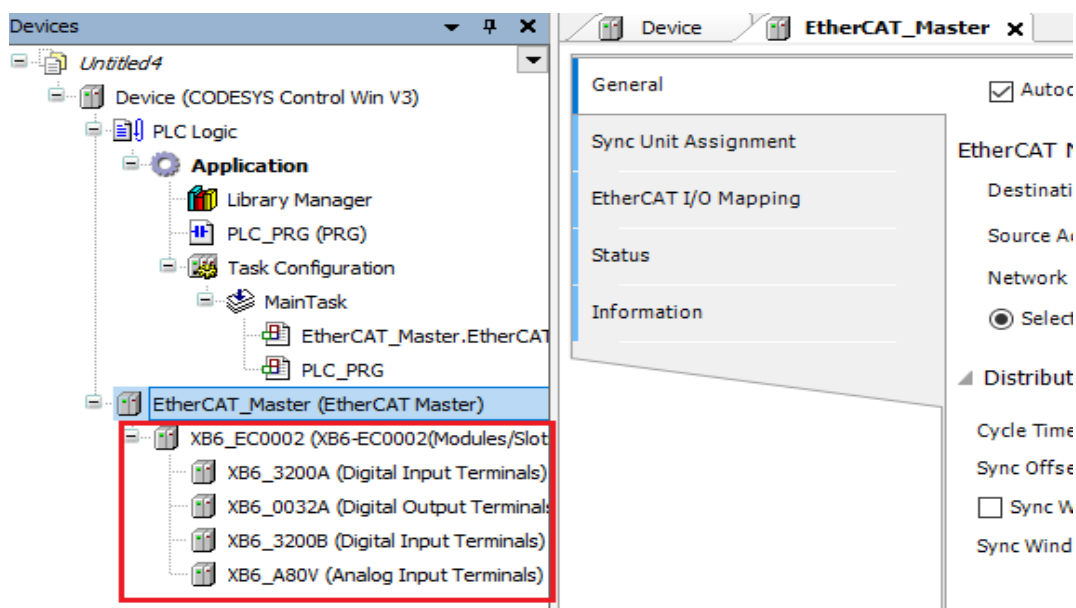 Devices
Untitled4
Device (CODESYS Control Win V3)
PLC Logic
Application
Library Manager
PLC_PRG (PRG)
Task Configuration
MainTask
EtherCAT_Master.EtherCAT
PLC_PRG
EtherCAT_Master (EtherCAT Master)
XB6_EC0002 (XB6-EC0002(Modules/Slot
XB6_3200A (Digital Input Terminals)
XB6_0032A (Digital Output Terminals
XB6_3200B (Digital Input Terminals)
XB6_A80V (Analog Input Terminals)
Device
EtherCAT_Master
General
Sync Unit Assignment
EtherCAT I/O Mapping
Status
Information
Autoc
EtherCAT N
Destinati
Source Ad
Network
Select
Distribut
Cycle Time
Sync Offse
Sync W
Sync Wind